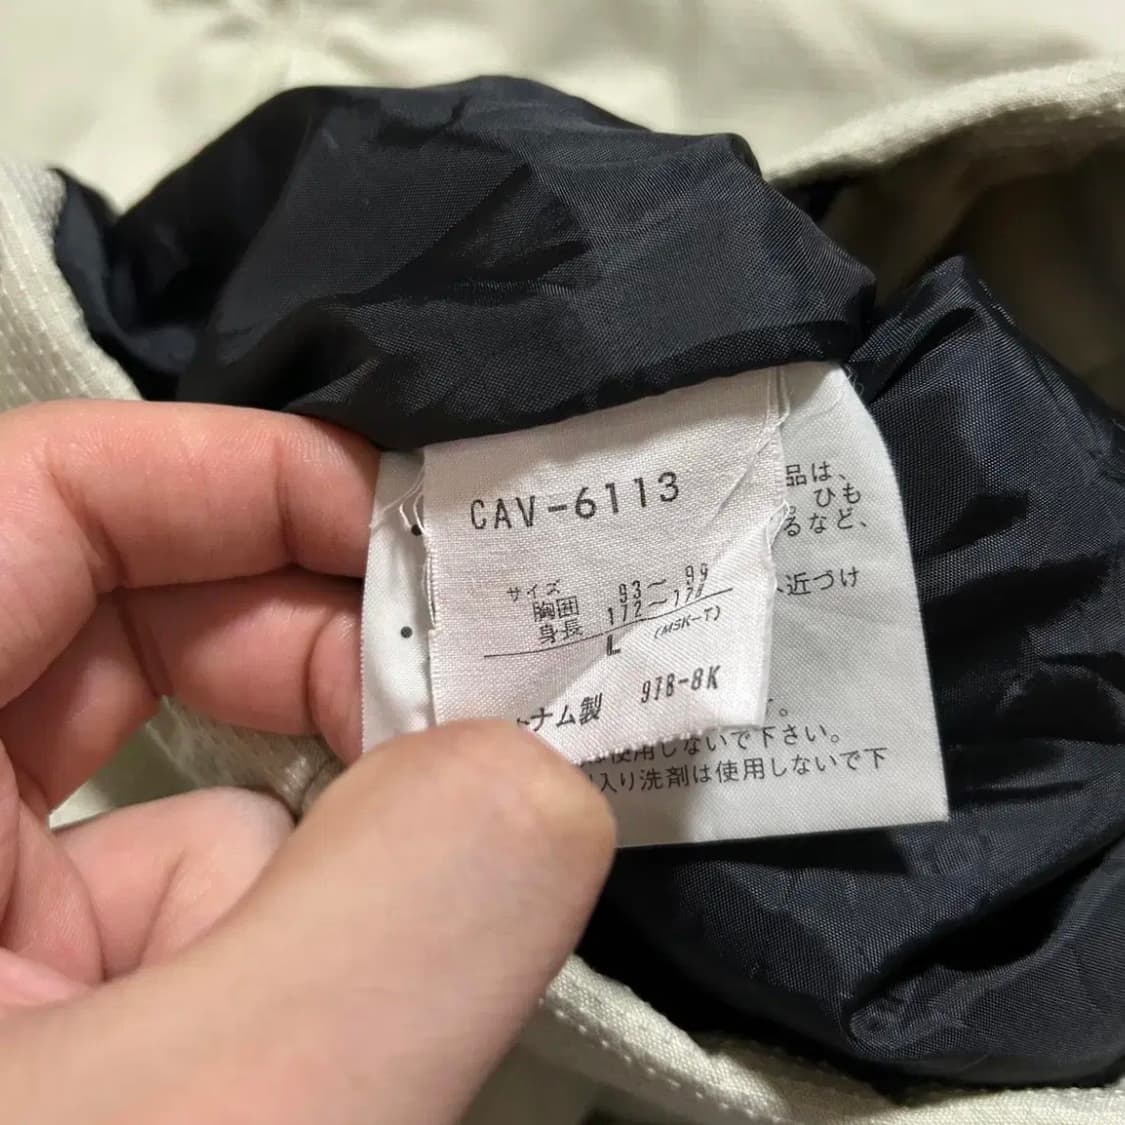 CAV-6113
サイズ
胸囲 93～99
身長 172～17
L (MSK-T)
ナム製 97B-8K
品は、
ひも
るなど、
近づけ
。
使用しないで下さい。
入り洗剤は使用しないで下